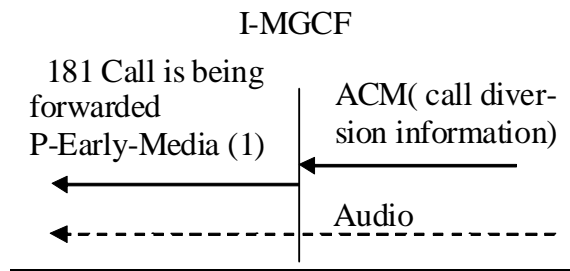 I-MGCF
181 Call is being
forwarded
P-Early-Media (1)
ACM( call diver-
sion information)
Audio